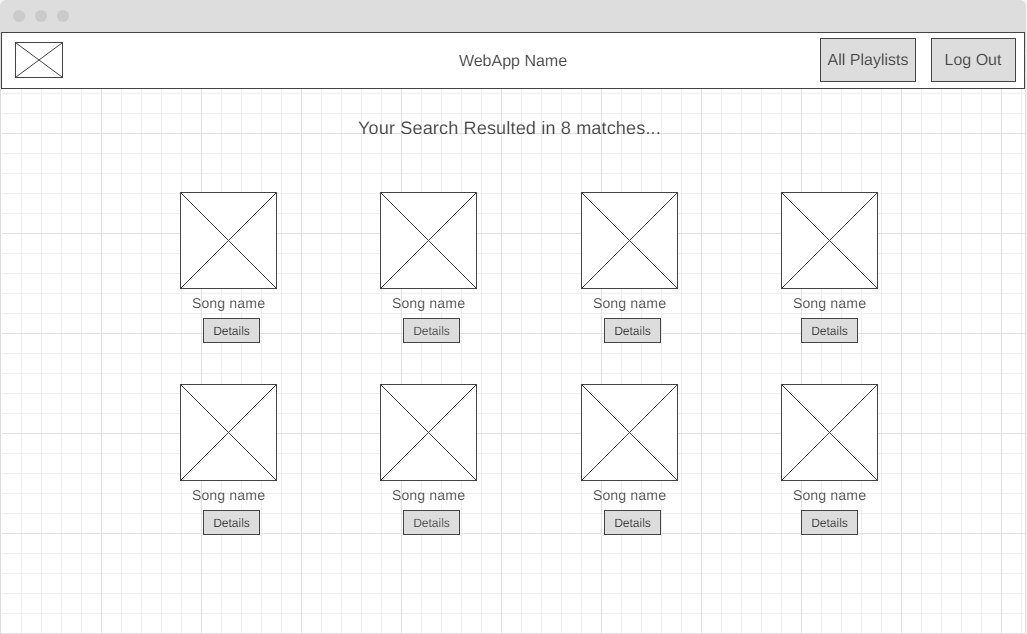 WebApp Name
All Playlists
Log Out
Your Search Resulted in 8 matches...
Song name
Details
Song name
Details
Song name
Details
Song name
Details
Song name
Details
Song name
Details
Song name
Details
Song name
Details